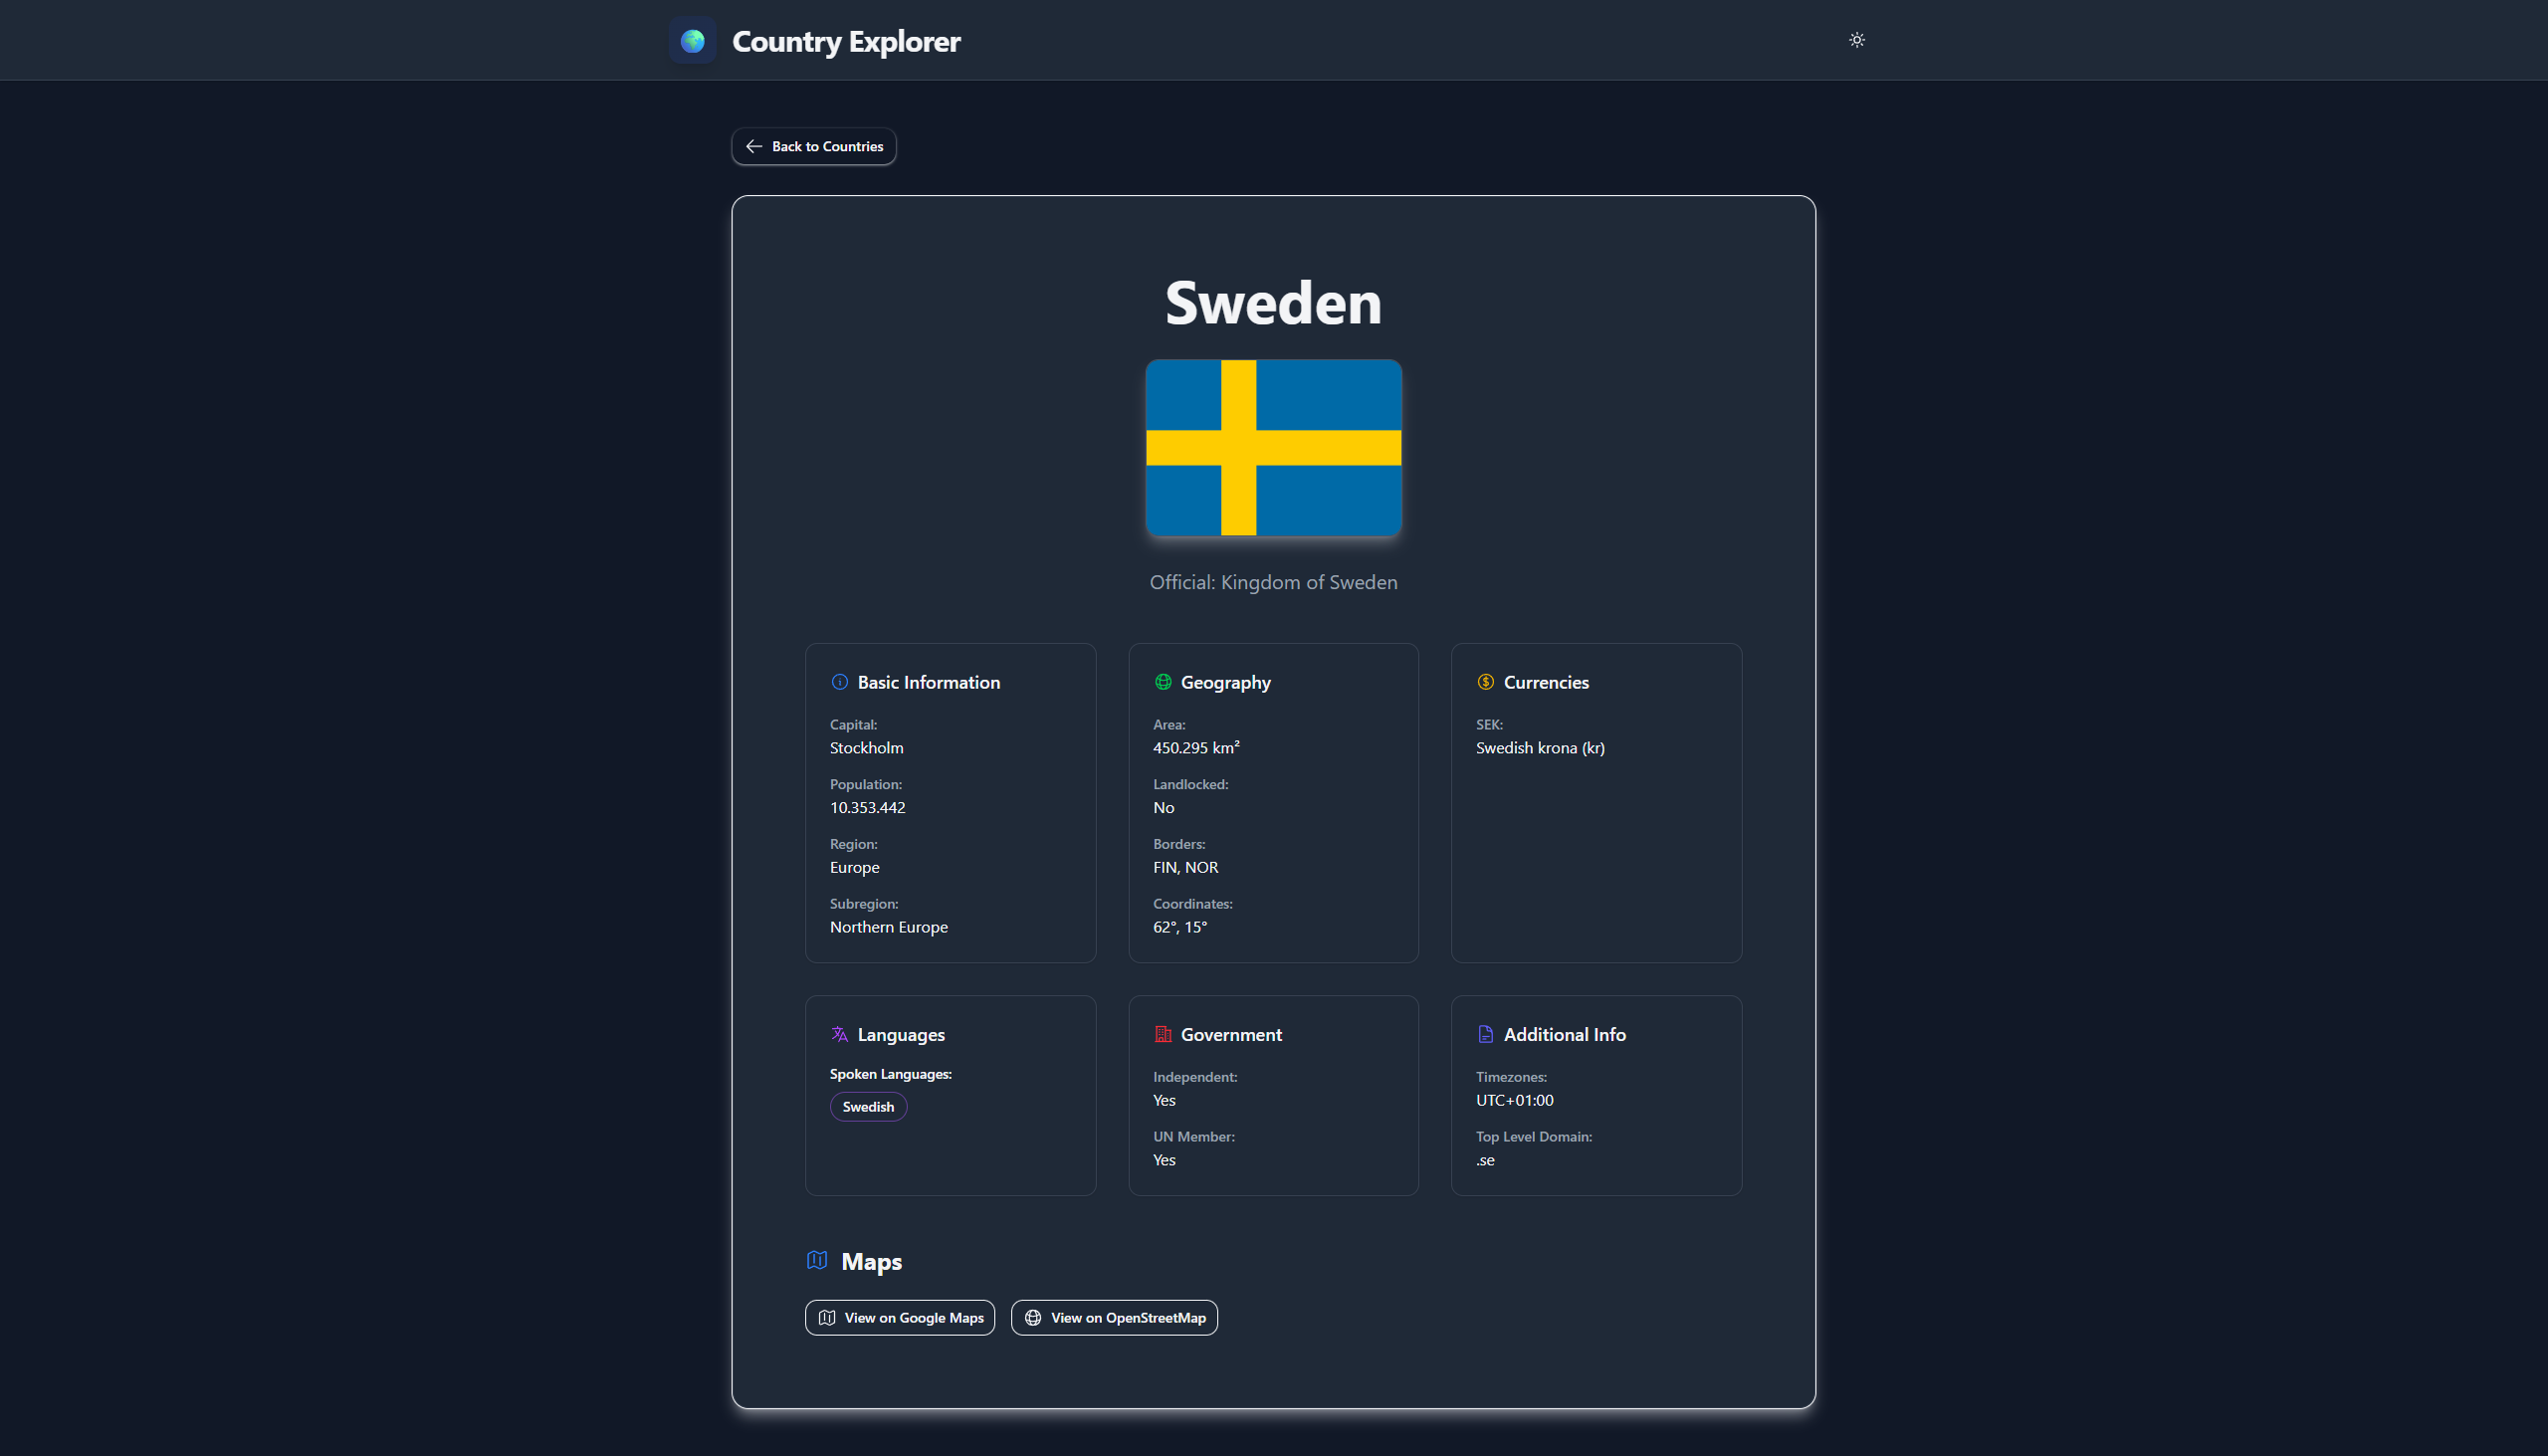 Country Explorer
Back to Countries
Sweden
Official: Kingdom of Sweden
Basic Information
Capital:
Stockholm
Population:
10.353.442
Region:
Europe
Subregion:
Northern Europe
Geography
Area:
450.295 km²
Landlocked:
No
Borders:
FIN, NOR
Coordinates:
62°, 15°
Currencies
SEK:
Swedish krona (kr)
Languages
Spoken Languages:
Swedish
Government
Independent:
Yes
UN Member:
Yes
Additional Info
Timezones:
UTC+01:00
Top Level Domain:
.se
Maps
View on Google Maps
View on OpenStreetMap